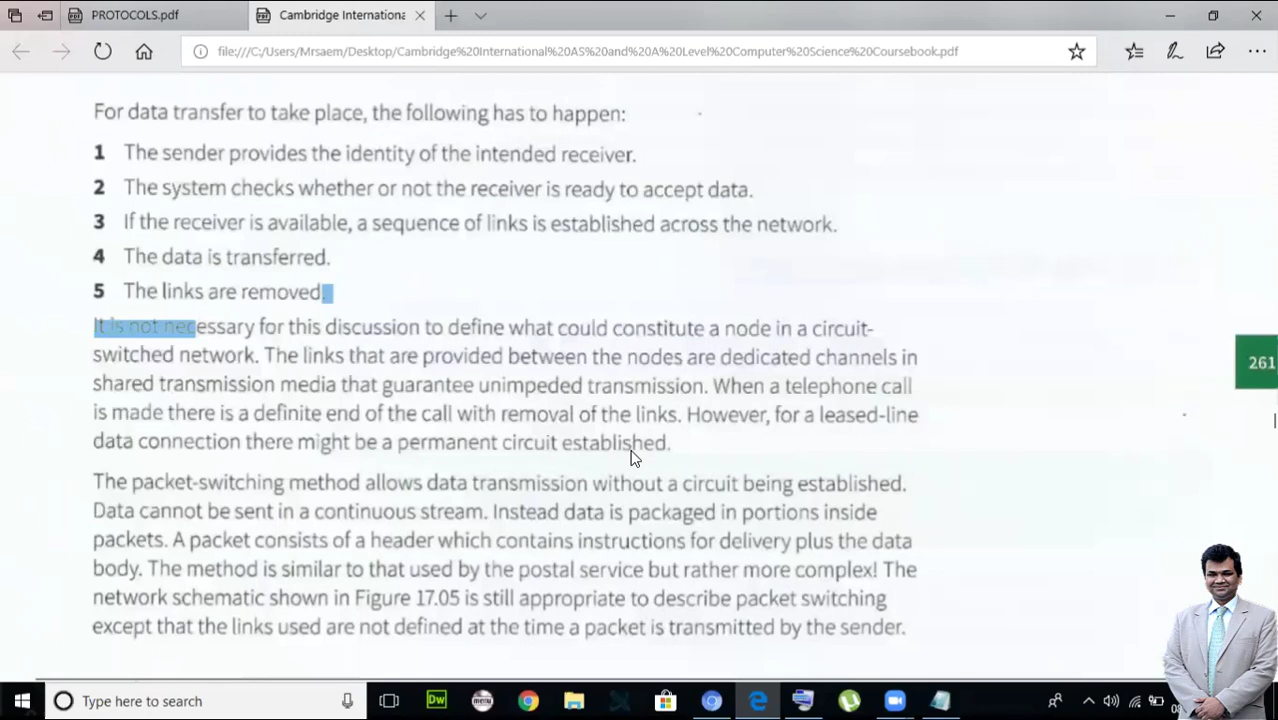 PROTOCOLS.pdf
Cambridge Internationa
file:///C:/Users/Mrsaem/Desktop/Cambridge%20International%20AS%20and%20A%20Level%20Computer%20Science%20Coursebook.pdf
For data transfer to take place, the following has to happen:
1 The sender provides the identity of the intended receiver.
2 The system checks whether or not the receiver is ready to accept data.
3 If the receiver is available, a sequence of links is established across the network.
4 The data is transferred.
5 The links are removed.
It is not necessary for this discussion to define what could constitute a node in a circuit-
switched network. The links that are provided between the nodes are dedicated channels in
shared transmission media that guarantee unimpeded transmission. When a telephone call
is made there is a definite end of the call with removal of the links. However, for a leased-line
data connection there might be a permanent circuit established.
261
The packet-switching method allows data transmission without a circuit being established.
Data cannot be sent in a continuous stream. Instead data is packaged in portions inside
packets. A packet consists of a header which contains instructions for delivery plus the data
body. The method is similar to that used by the postal service but rather more complex! The
network schematic shown in Figure 17.05 is still appropriate to describe packet switching
except that the links used are not defined at the time a packet is transmitted by the sender.
Type here to search
Dw
menu